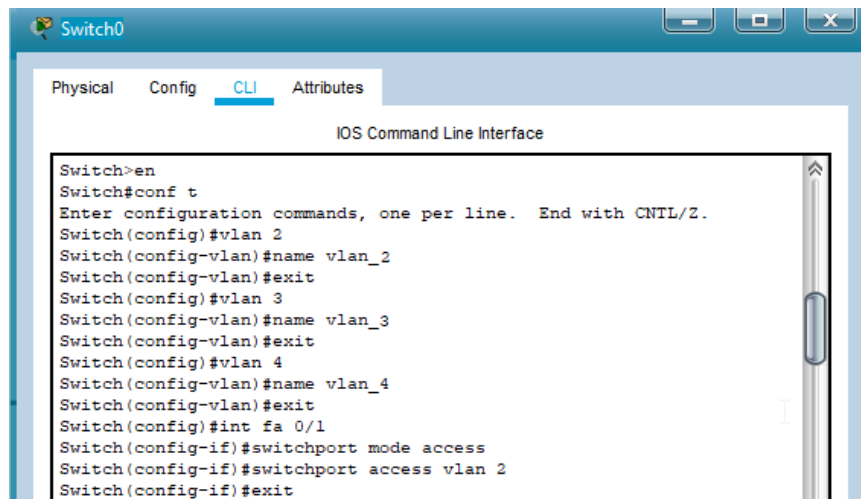 Switch0
Physical Config CLI Attributes
IOS Command Line Interface
Switch>en
Switch#conf t
Enter configuration commands, one per line.  End with CNTL/Z.
Switch(config)#vlan 2
Switch(config-vlan)#name vlan_2
Switch(config-vlan)#exit
Switch(config)#vlan 3
Switch(config-vlan)#name vlan_3
Switch(config-vlan)#exit
Switch(config)#vlan 4
Switch(config-vlan)#name vlan_4
Switch(config-vlan)#exit
Switch(config)#int fa 0/1
Switch(config-if)#switchport mode access
Switch(config-if)#switchport access vlan 2
Switch(config-if)#exit